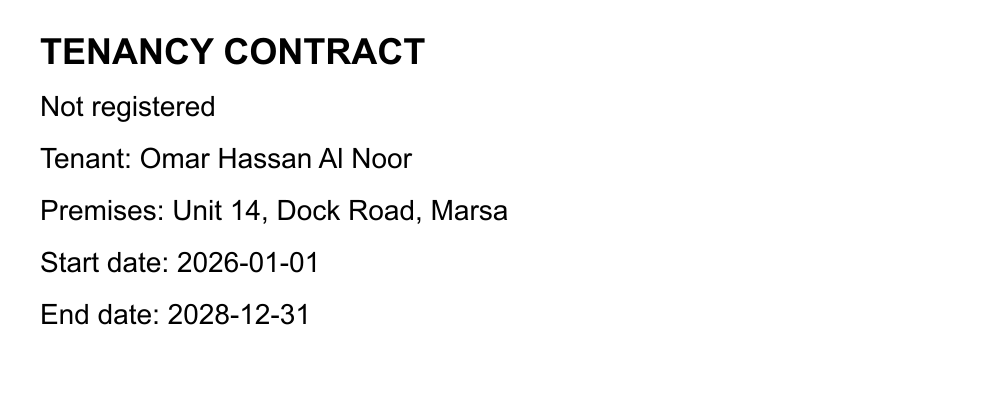 TENANCY CONTRACT
Not registered
Tenant: Omar Hassan Al Noor
Premises: Unit 14, Dock Road, Marsa
Start date: 2026-01-01
End date: 2028-12-31